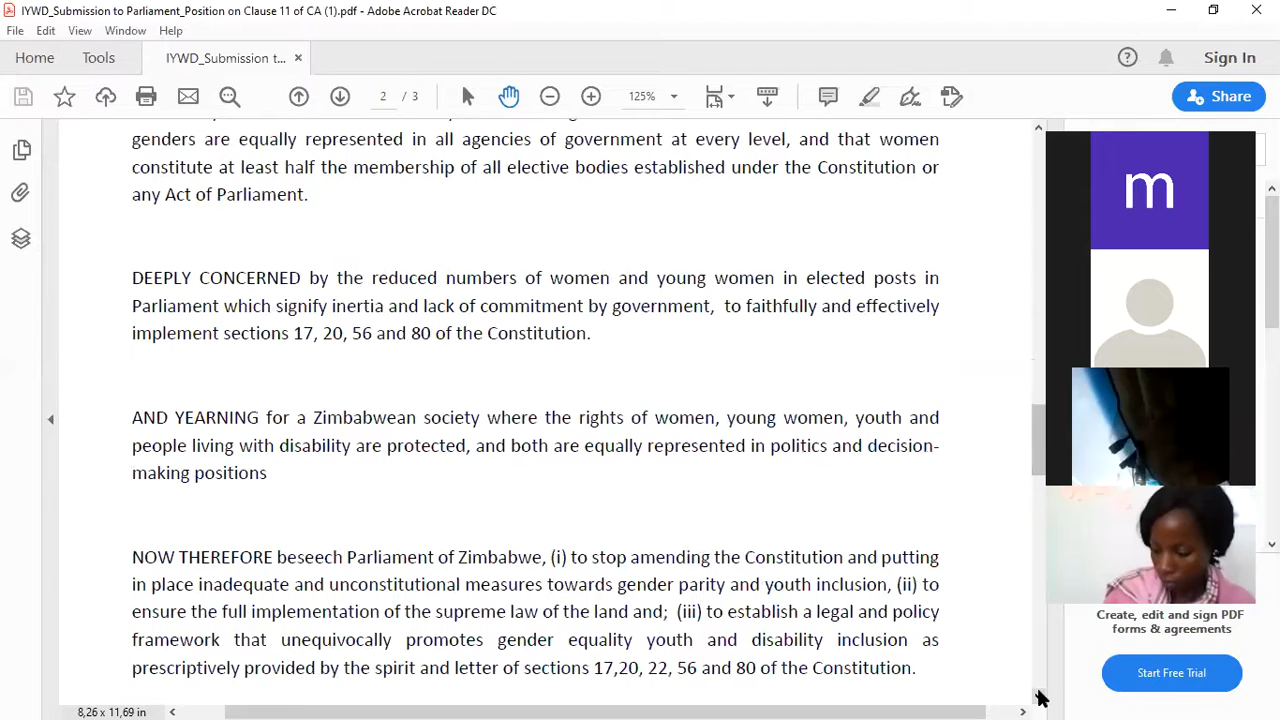 IYWD_Submission to Parliament_Position on Clause 11 of CA (1).pdf - Adobe Acrobat Reader DC
File Edit View Window Help
Home Tools IYWD_Submission t... × Sign In
2 / 3 125% Share
genders are equally represented in all agencies of government at every level, and that women
constitute at least half the membership of all elective bodies established under the Constitution or
any Act of Parliament.
DEEPLY CONCERNED by the reduced numbers of women and young women in elected posts in
Parliament which signify inertia and lack of commitment by government, to faithfully and effectively
implement sections 17, 20, 56 and 80 of the Constitution.
AND YEARNING for a Zimbabwean society where the rights of women, young women, youth and
people living with disability are protected, and both are equally represented in politics and decision-
making positions
NOW THEREFORE beseech Parliament of Zimbabwe, (i) to stop amending the Constitution and putting
in place inadequate and unconstitutional measures towards gender parity and youth inclusion, (ii) to
ensure the full implementation of the supreme law of the land and; (iii) to establish a legal and policy
framework that unequivocally promotes gender equality youth and disability inclusion as
prescriptively provided by the spirit and letter of sections 17,20, 22, 56 and 80 of the Constitution.
8,26 x 11,69 in
m
Create, edit and sign PDF
forms & agreements
Start Free Trial